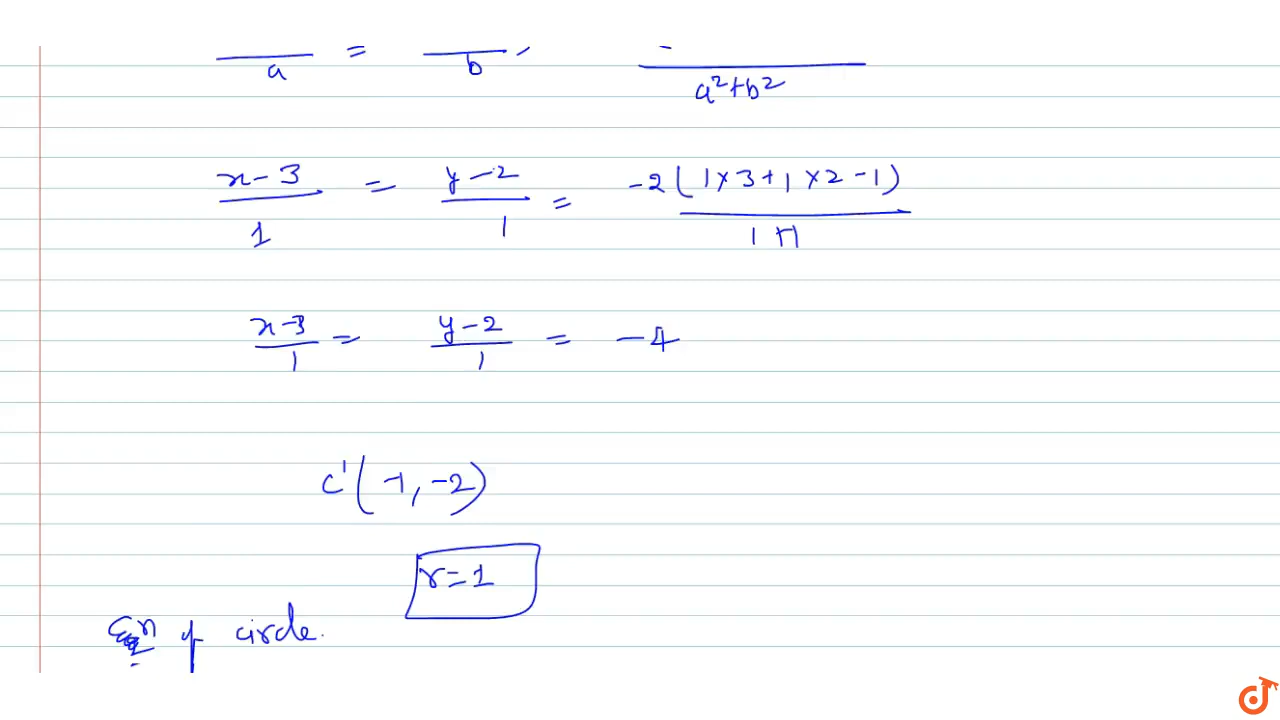 = /
a b a²+b²
x-3/1 = y-2/1 = -2(1×3+1×2-1)/1+1
x-3/1 = y-2/1 = -4
c'(-1,-2)
r=1
of circle.